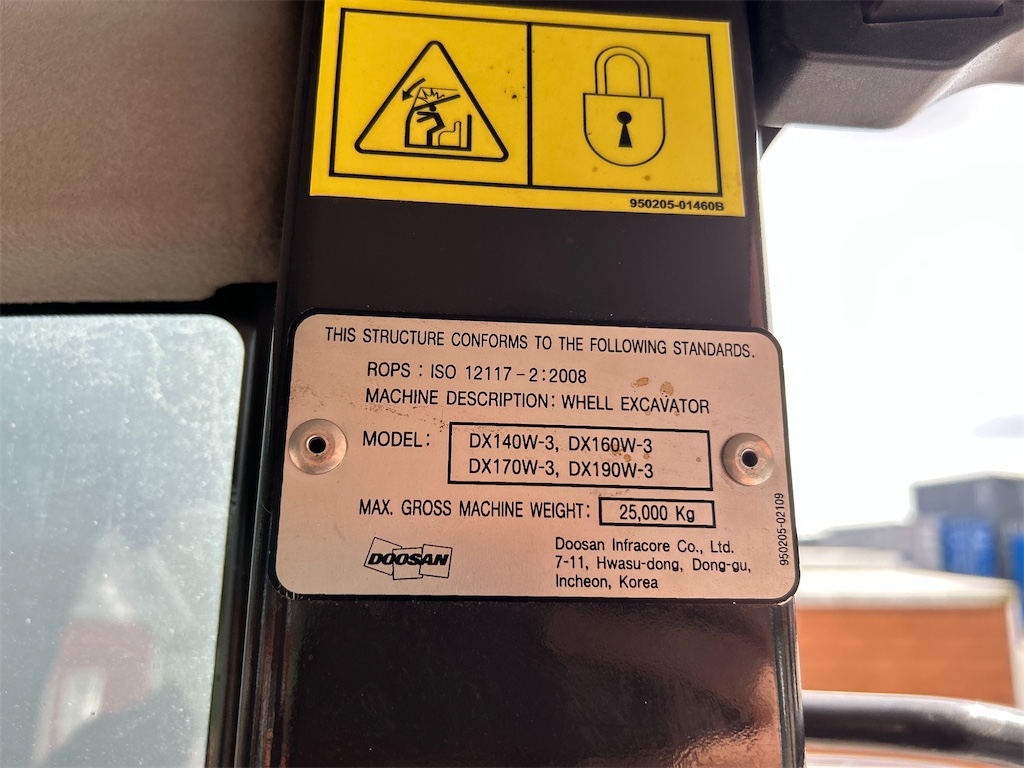 950205-01460B
THIS STRUCTURE CONFORMS TO THE FOLLOWING STANDARDS.
ROPS : ISO 12117-2:2008
MACHINE DESCRIPTION: WHELL EXCAVATOR
MODEL: DX140W-3, DX160W-3
DX170W-3, DX190W-3
MAX. GROSS MACHINE WEIGHT: 25,000 Kg
DOOSAN
Doosan Infracore Co., Ltd.
7-11, Hwasu-dong, Dong-gu,
Incheon, Korea
950205-02109